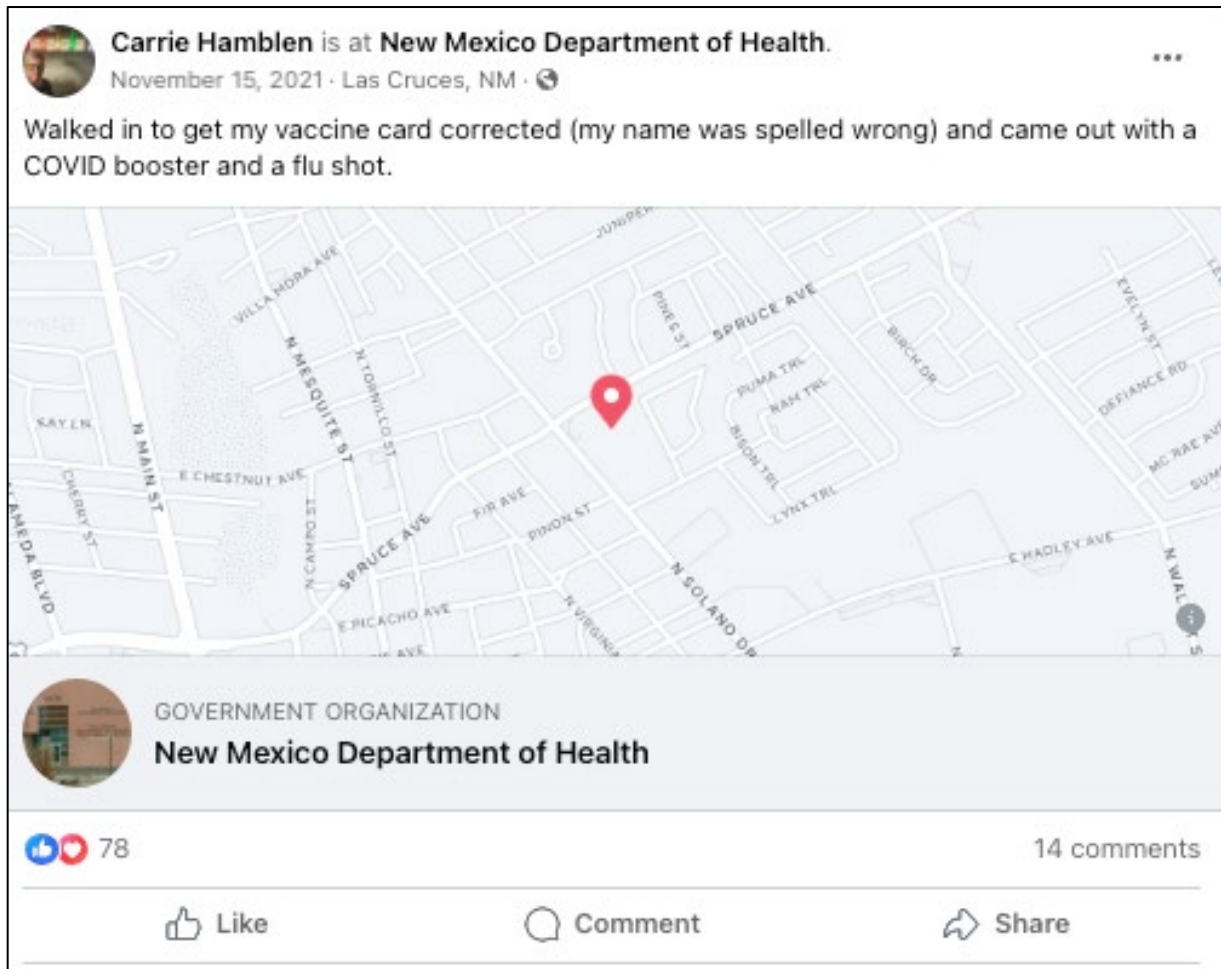 Carrie Hamblen is at New Mexico Department of Health.
November 15, 2021 · Las Cruces, NM ·
Walked in to get my vaccine card corrected (my name was spelled wrong) and came out with a
COVID booster and a flu shot.
JUNIPER
VILLA MORA AVE
PINES ST
SPRUCE AVE
EVELYN ST
N MESQUITE ST
N TORNILLO ST
BIRCH DR
PUMA TRL
RAM TRL
DEFIANCE RD
KAY LN
N MAIN ST
BISON TRL
MC RAE AVE
SUM
E CHESTNUT AVE
CHERRY ST
LYNX TRL
FIR AVE
PINON ST
N CAMPO ST
SPRUCE AVE
AMEDA BLVD
E HADLEY AVE
N SOLANO DR
N WAL
E PICACHO AVE
N VIRGINIA
AVE
N
S
GOVERNMENT ORGANIZATION
New Mexico Department of Health
78
14 comments
Like
Comment
Share